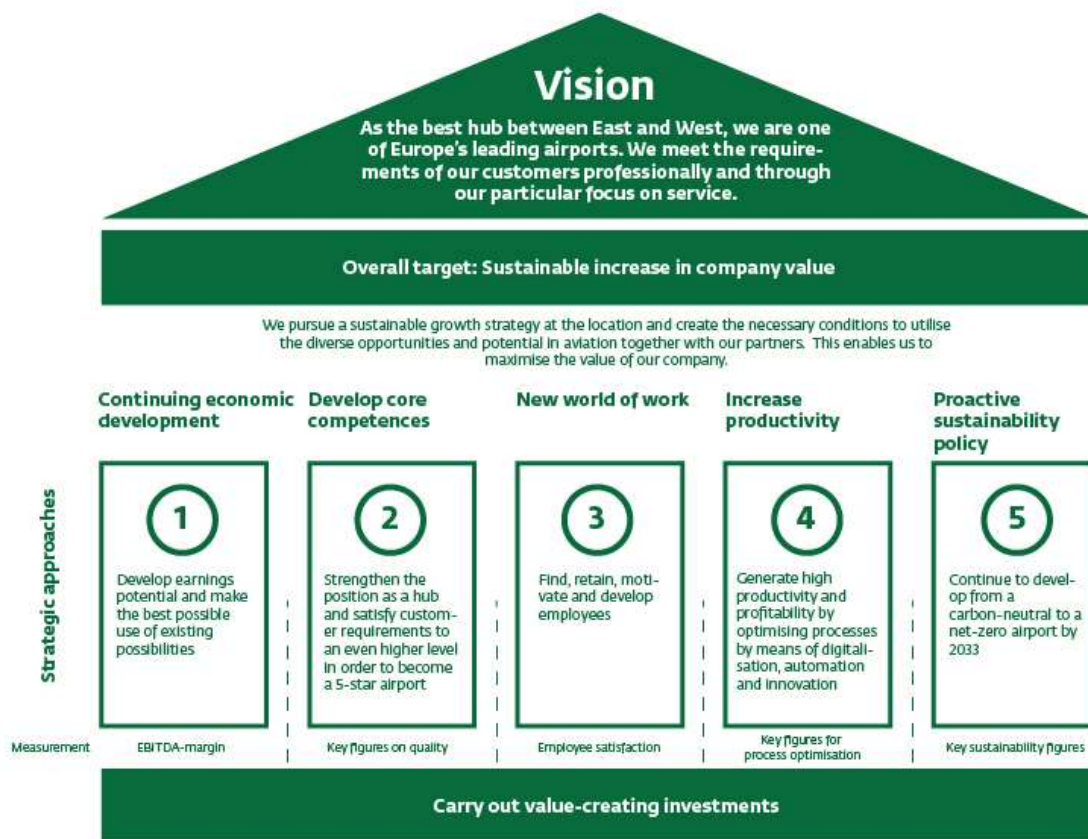 Vision
As the best hub between East and West, we are one
of Europe's leading airports. We meet the require-
ments of our customers professionally and through
our particular focus on service.
Overall target: Sustainable increase in company value
We pursue a sustainable growth strategy at the location and create the necessary conditions to utilise
the diverse opportunities and potential in aviation together with our partners. This enables us to
maximise the value of our company.
Strategic approaches
Continuing economic
development
1
Develop earnings
potential and make
the best possible
use of existing
possibilities
Develop core
competences
2
Strengthen the
position as a hub
and satisfy custom-
er requirements to
an even higher level
in order to become
a 5-star airport
New world of work
3
Find, retain, moti-
vate and develop
employees
Increase
productivity
4
Generate high
productivity and
profitability by
optimising processes
by means of digitali-
sation, automation
and innovation
Proactive
sustainability
policy
5
Continue to devel-
op from a
carbon-neutral to a
net-zero airport by
2033
Measurement
EBITDA-margin
Key figures on quality
Employee satisfaction
Key figures for
process optimisation
Key sustainability figures
Carry out value-creating investments